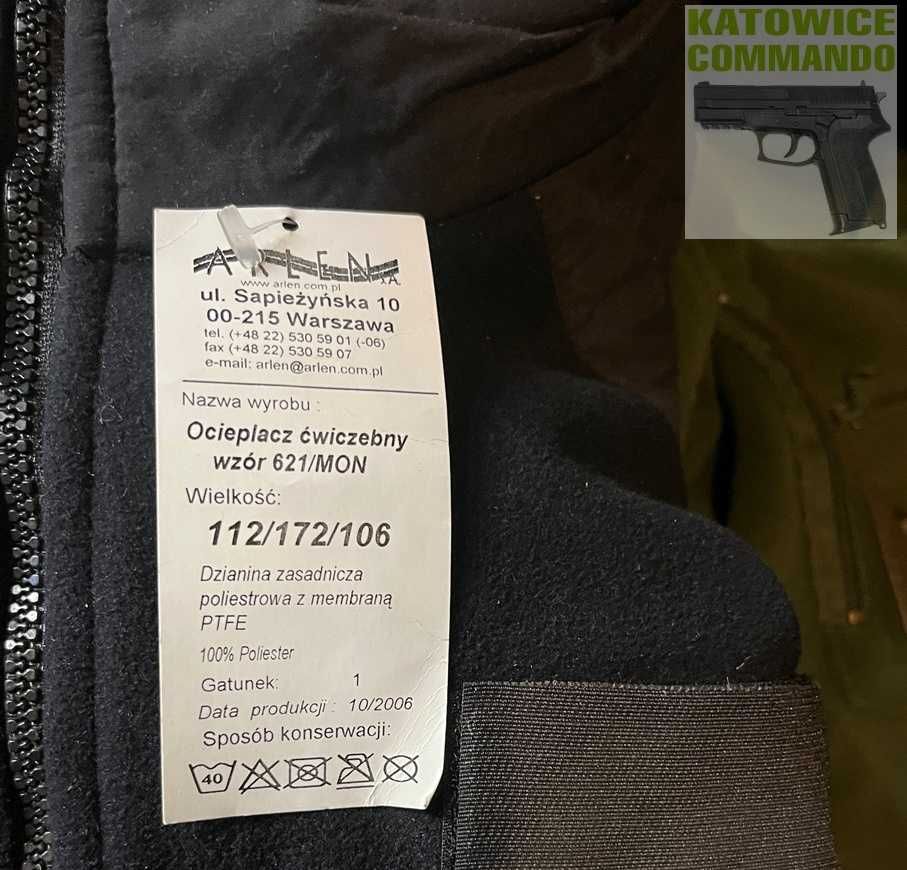 KATOWICE
COMMANDO
ARLEN S.A.
www.arlen.com.pl
ul. Sapieżyńska 10
00-215 Warszawa
tel. (+48 22) 530 59 01 (-06)
fax (+48 22) 530 59 07
e-mail: arlen@arlen.com.pl
Nazwa wyrobu :
Ocieplacz ćwiczebny
wzór 621/MON
Wielkość:
112/172/106
Dzianina zasadnicza
poliestrowa z membraną
PTFE
100% Poliester
Gatunek: 1
Data produkcji : 10/2006
Sposób konserwacji:
40